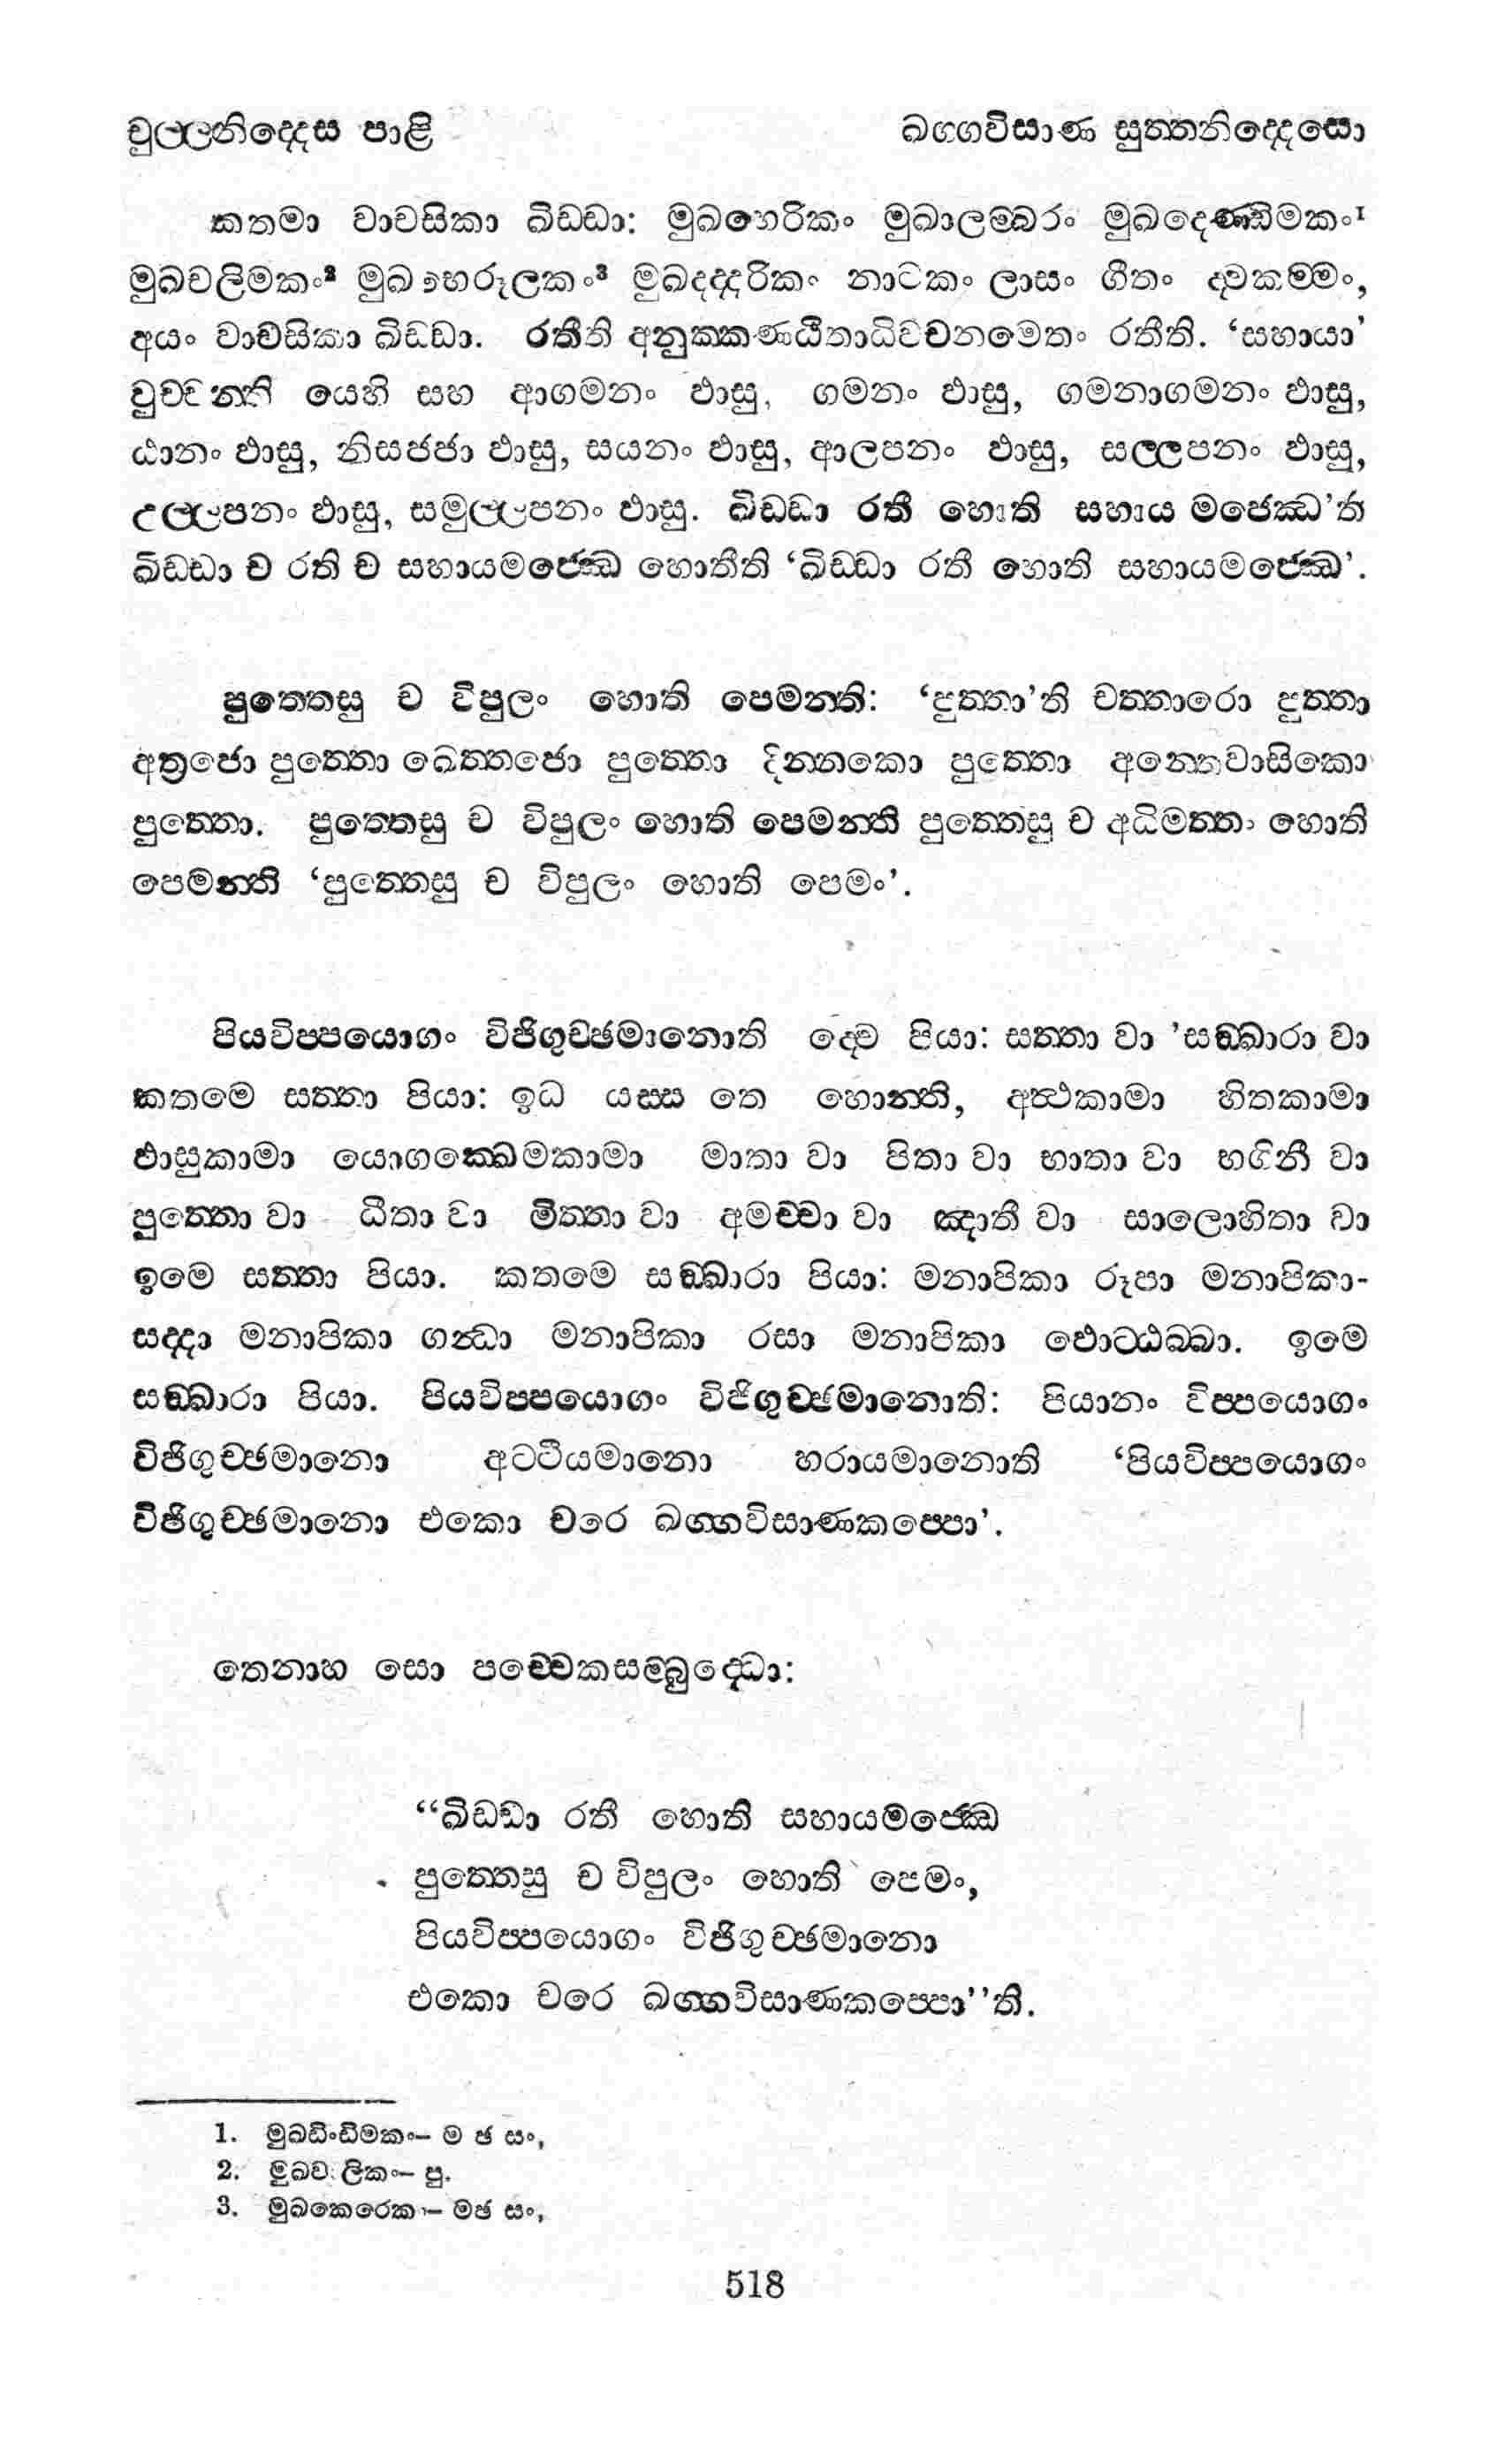 චුල්ලනිද්දෙස පාළි ඛග්ගවිසාණ සුත්තනිද්දෙසො
කතමා වාචසිකා ඛිඩ්ඩා: මුඛභෙරිකං මුඛාලම්බරං මුඛදෙණ්ඩිමකං1
මුඛචලිමකං2 මුඛභෙරූලකං3 මුඛදද්දරිකං නාටකං ලාසං ගීතං දවකම්මං,
අයං වාචසිකා ඛිඩ්ඩා. රතීති අනුක්කණ්ඨිතාධිවචනමෙතං රතීති. ‘සහායා’
වුච්චන්ති යෙහි සහ ආගමනං ඵාසු, ගමනං ඵාසු, ගමනාගමනං ඵාසු,
ඨානං ඵාසු, නිසජ්ජා ඵාසු, සයනං ඵාසු, ආලපනං ඵාසු, සල්ලපනං ඵාසු,
උල්ලපනං ඵාසු, සමුල්ලපනං ඵාසු. ඛිඩ්ඩා රතී හොති සහාය මජ්ඣෙ’ති
ඛිඩ්ඩා ච රති ච සහායමජ්ඣෙ හොතීති ‘ඛිඩ්ඩා රතී හොති සහායමජ්ඣෙ’.
පුත්තෙසු ච විපුලං හොති පෙමන්ති: ‘පුත්තා’ති චත්තාරො පුත්තා
අත්‍රජො පුත්තො ඛෙත්තජො පුත්තො දින්නකො පුත්තො අන්තෙවාසිකො
පුත්තො. පුත්තෙසු ච විපුලං හොති පෙමන්ති පුත්තෙසු ච අධිමත්තං හොති
පෙමන්ති ‘පුත්තෙසු ච විපුලං හොති පෙමං’.
පියවිප්පයොගං විජිගුච්ඡමානොති ද්වෙ පියා: සත්තා වා ’සඞ්ඛාරා වා
කතමෙ සත්තා පියා: ඉධ යස්ස තෙ හොන්ති, අත්ථකාමා හිතකාමා
ඵාසුකාමා යොගක්ඛෙමකාමා මාතා වා පිතා වා භාතා වා භගිනී වා
පුත්තො වා ධීතා වා මිත්තා වා අමච්චා වා ඤාතී වා සාලොහිතා වා
ඉමෙ සත්තා පියා. කතමෙ සඞ්ඛාරා පියා: මනාපිකා රූපා මනාපිකා-
සද්දා මනාපිකා ගන්ධා මනාපිකා රසා මනාපිකා ඵොට්ඨබ්බා. ඉමෙ
සඞ්ඛාරා පියා. පියවිප්පයොගං විජිගුච්ඡමානොති: පියානං විප්පයොගං
විජිගුච්ඡමානො අට්ටීයමානො හරායමානොති ‘පියවිප්පයොගං
විජිගුච්ඡමානො එකො චරෙ ඛග්ගවිසාණකප්පො’.
තෙනාහ සො පච්චෙකසම්බුද්ධො:
“ඛිඩ්ඩා රතී හොති සහායමජ්ඣෙ
පුත්තෙසු ච විපුලං හොති පෙමං,
පියවිප්පයොගං විජිගුච්ඡමානො
එකො චරෙ ඛග්ගවිසාණකප්පො”ති.
1. මුඛඩිංඩිමකං– ම ඡ සං,
2. මුඛවලිකං– පු.
3. මුඛකෙරෙකං– මඡ සං,
518